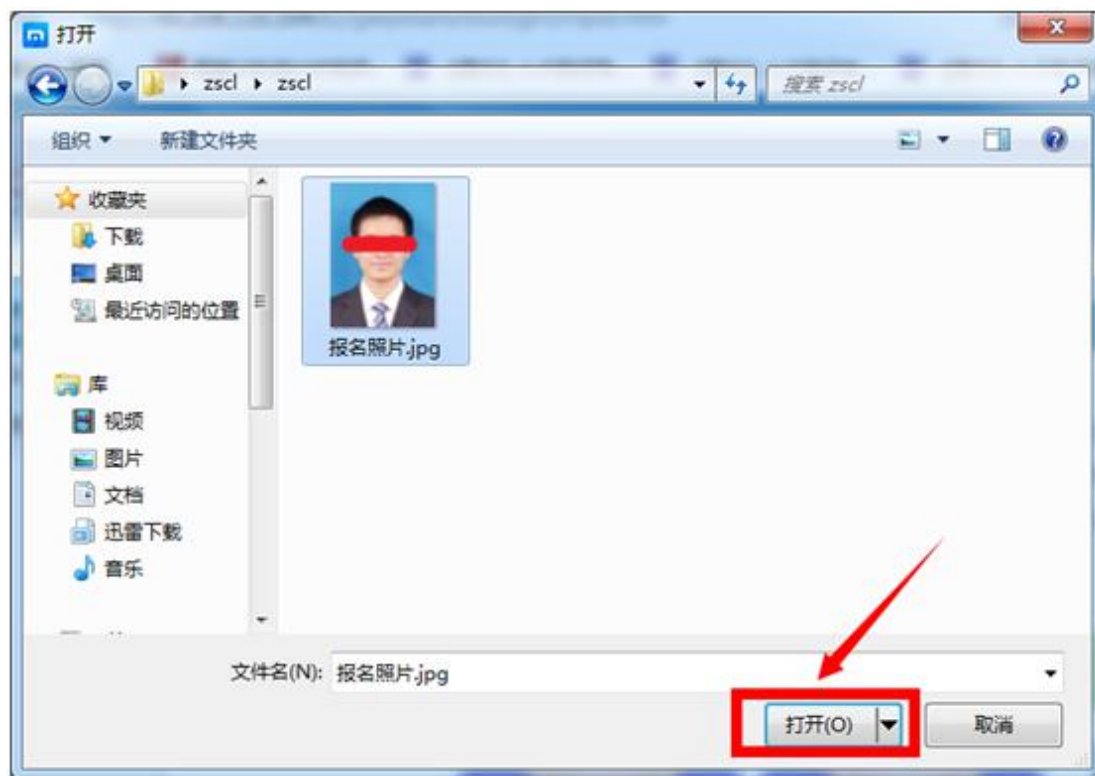 打开
zscl zscl
搜索 zscl
组织 新建文件夹
收藏夹
下载
桌面
最近访问的位置
库
视频
图片
文档
迅雷下载
音乐
报名照片.jpg
文件名(N): 报名照片.jpg
打开(O) 取消